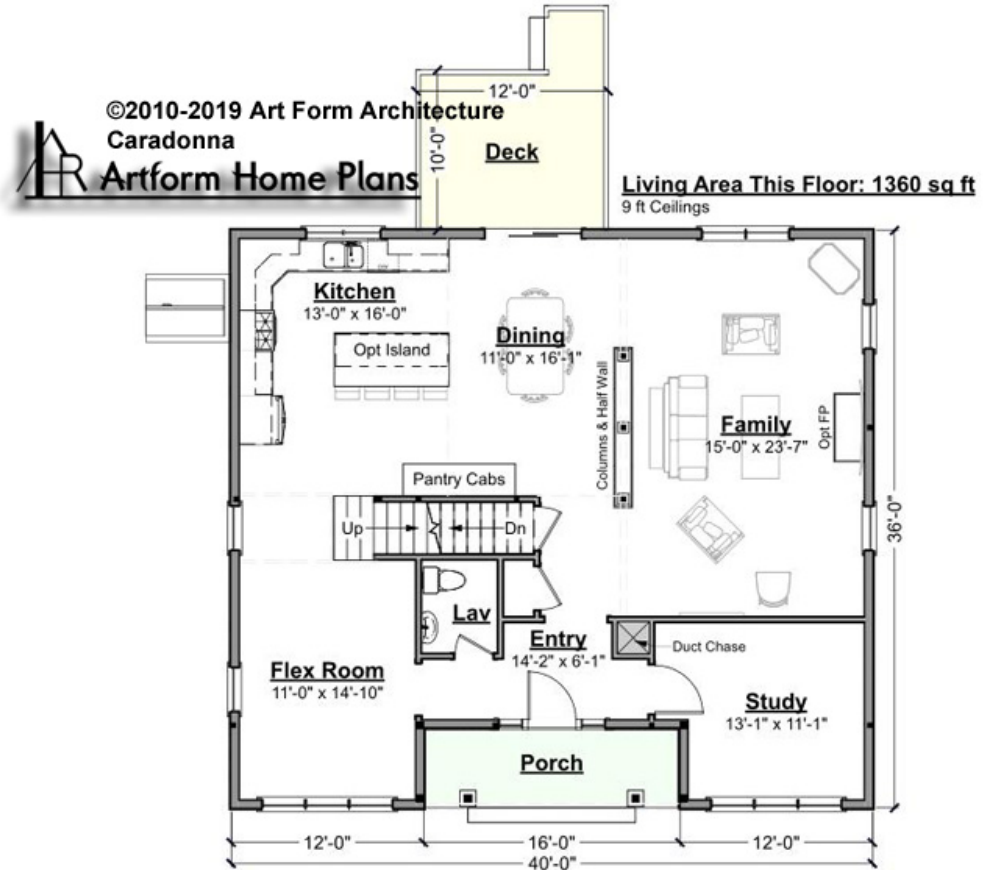 ©2010-2019 Art Form Architecture
Caradonna
Artform Home Plans
12'-0"
10'-0"
Deck
Living Area This Floor: 1360 sq ft
9 ft Ceilings
Kitchen
13'-0" x 16'-0"
Opt Island
Dining
11'-0" x 16'-1"
Columns & Half Wall
Family
15'-0" x 23'-7"
Opt FP
Pantry Cabs
Up
Dn
36'-0"
Lav
Entry
14'-2" x 6'-1"
Duct Chase
Flex Room
11'-0" x 14'-10"
Study
13'-1" x 11'-1"
Porch
12'-0"
16'-0"
12'-0"
40'-0"